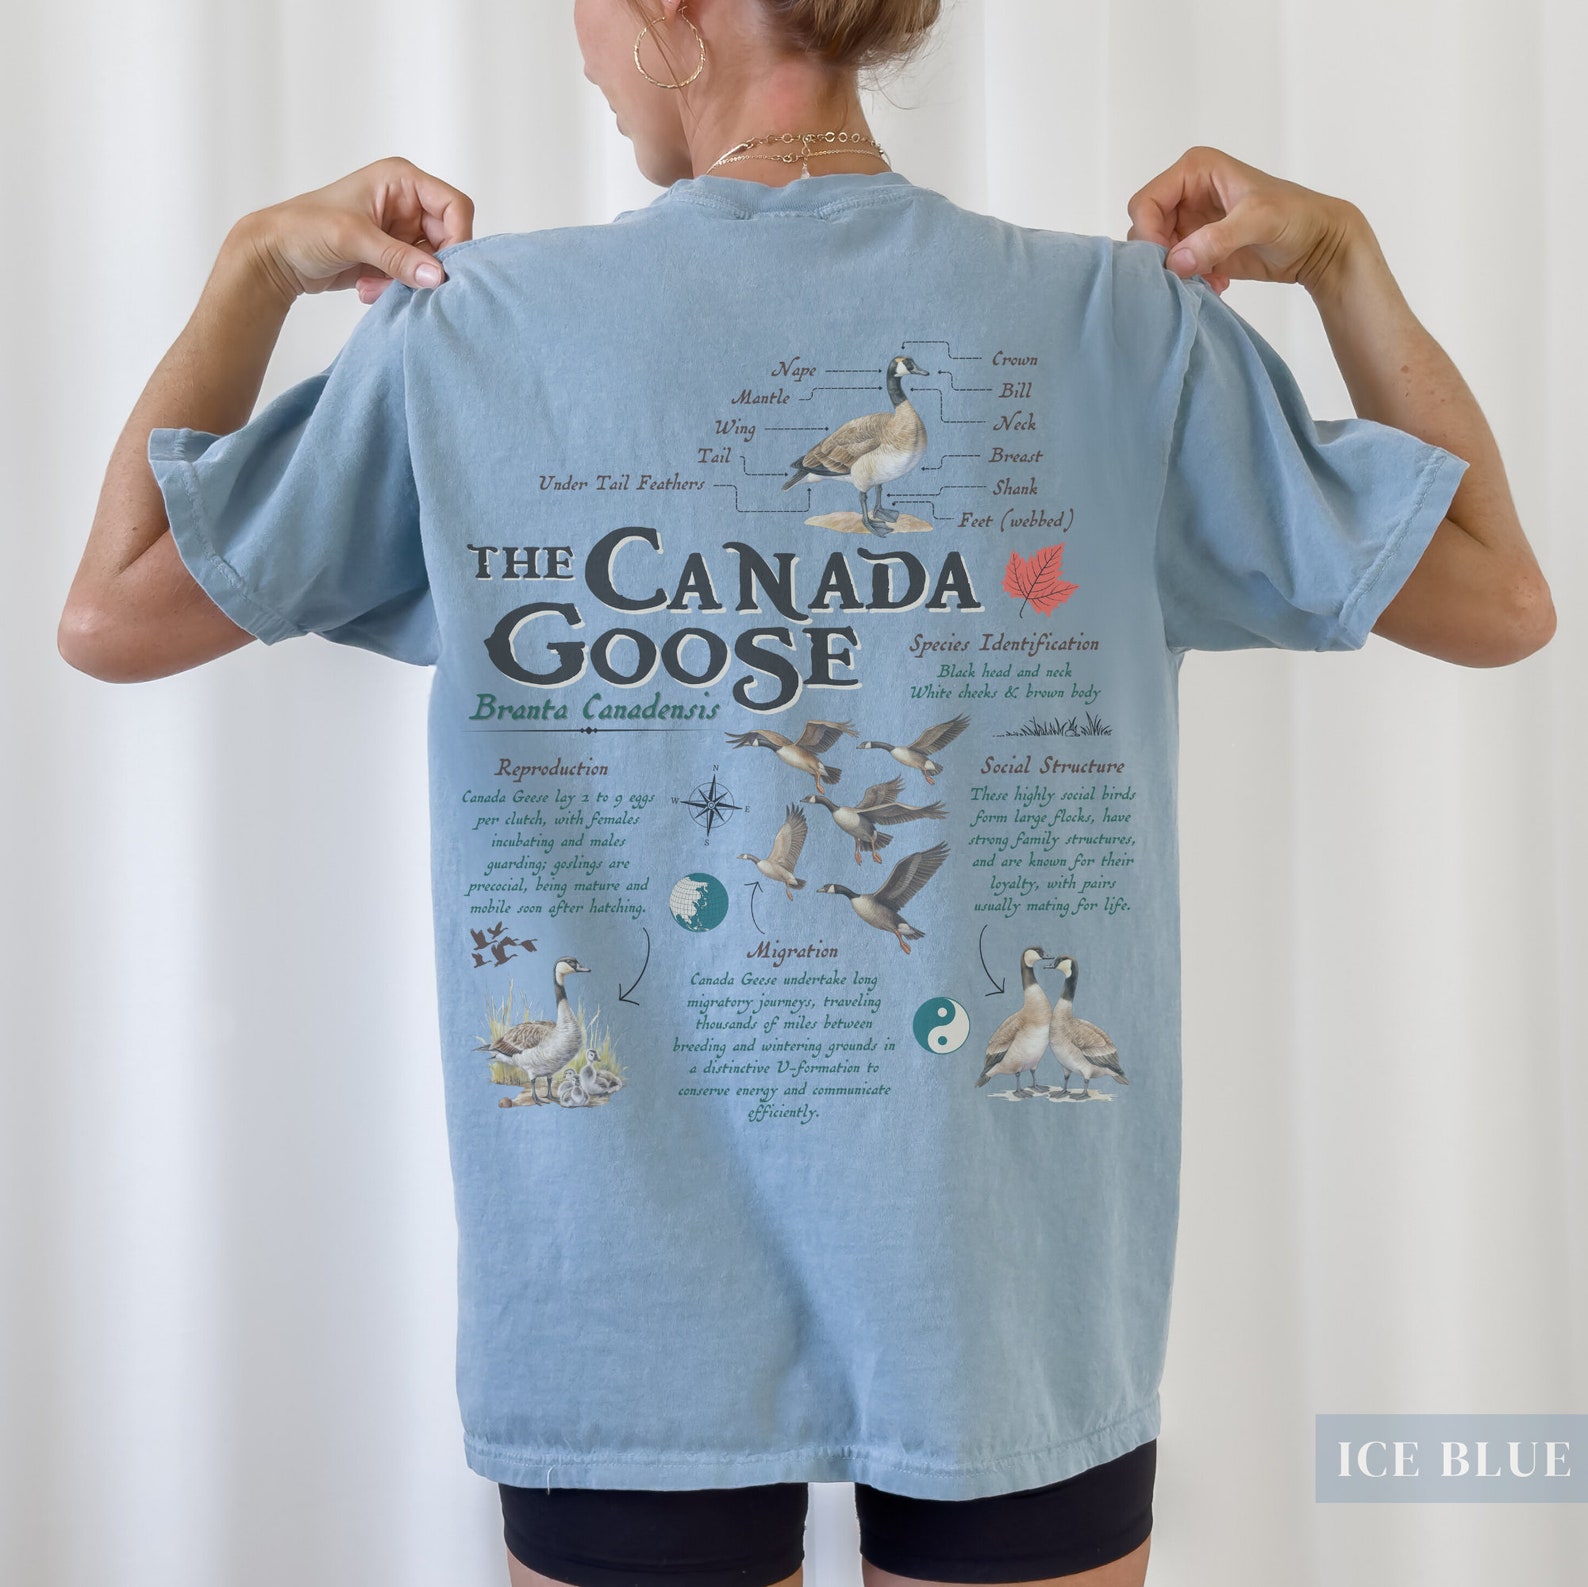 Nape
Mantle
Wing
Tail
Under Tail Feathers
Crown
Bill
Neck
Breast
Shank
Feet (webbed)
THE CANADA
GOOSE
Branta Canadensis
Species Identification
Black head and neck
White cheeks & brown body
Reproduction
Canada Geese lay 2 to 9 eggs
per clutch, with females
incubating and males
guarding; goslings are
precocial, being mature and
mobile soon after hatching.
N
W
E
S
Social Structure
These highly social birds
form large flocks, have
strong family structures,
and are known for their
loyalty, with pairs
usually mating for life.
Migration
Canada Geese undertake long
migratory journeys, traveling
thousands of miles between
breeding and wintering grounds in
a distinctive V-formation to
conserve energy and communicate
efficiently.
ICE BLUE